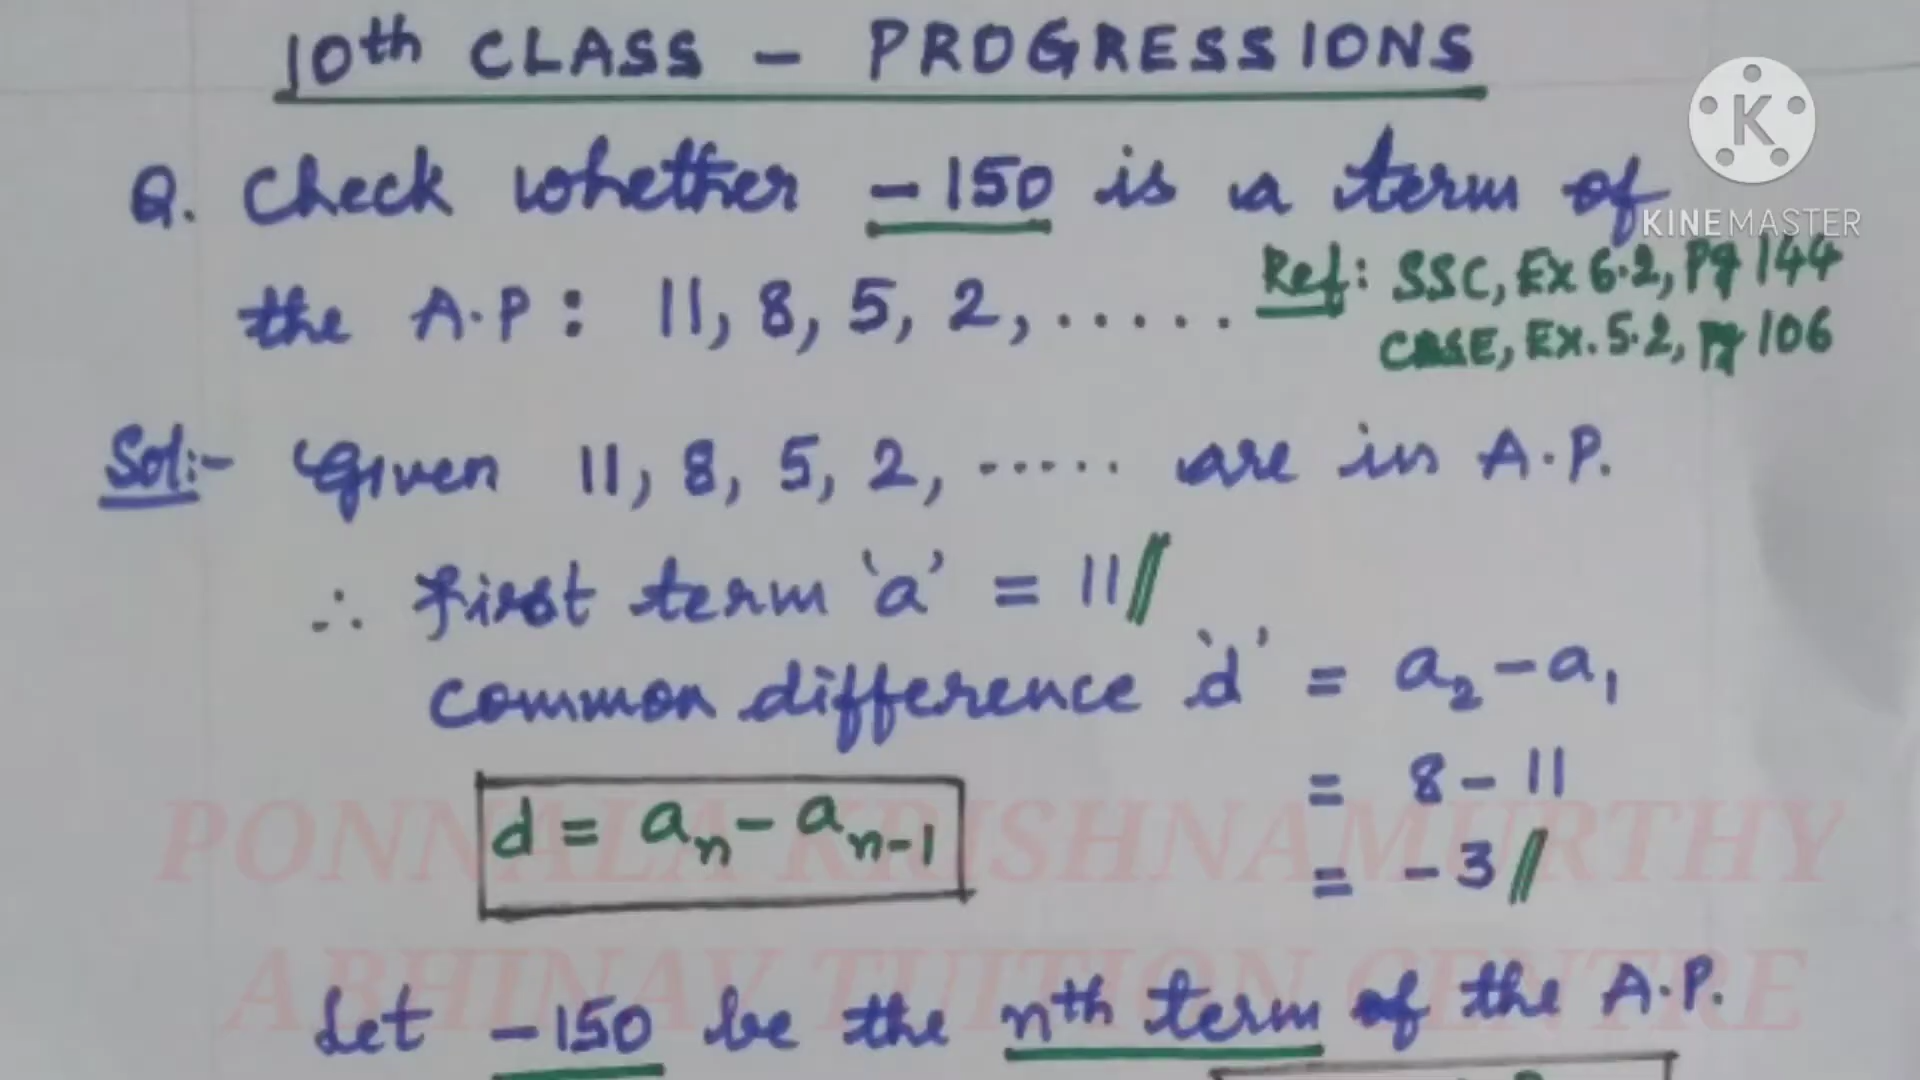 10th CLASS - PROGRESSIONS
K
KINEMASTER
Q. Check whether -150 is a term of
the A.P : 11, 8, 5, 2, .....
Ref: SSC, Ex 6.2, Pg 144
CBSE, Ex. 5.2, pg 106
Sol:- Given 11, 8, 5, 2, ..... are in A.P.
∴ first term 'a' = 11//
common difference 'd' = a₂ - a₁
= 8 - 11
d = aₙ - aₙ₋₁
= -3//
PONNALA KRISHNAMURTHY
ABHINAV TUITION CENTRE
Let -150 be the nth term of the A.P.